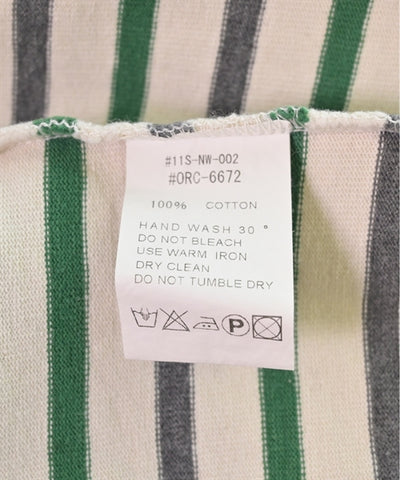 #11S-NW-002
#ORC-6672
100% COTTON
HAND WASH 30°
DO NOT BLEACH
USE WARM IRON
DRY CLEAN
DO NOT TUMBLE DRY
P